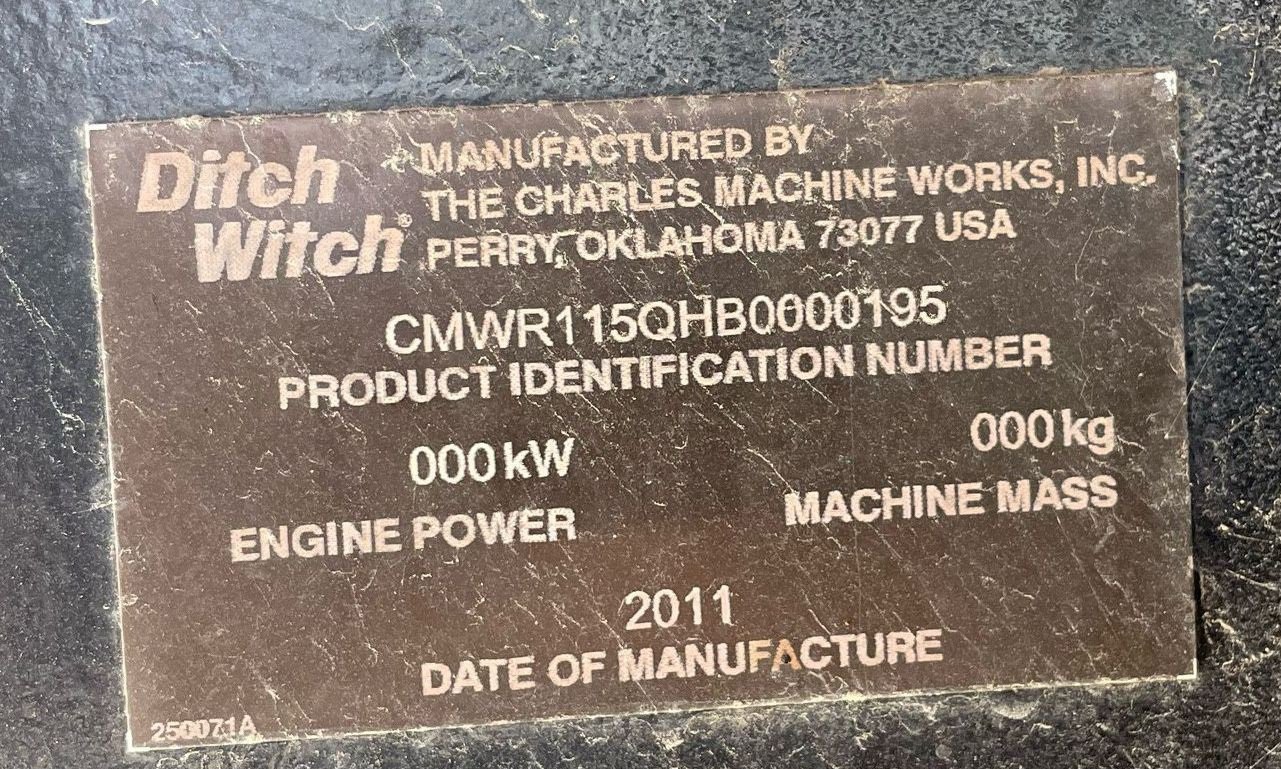 Ditch
Witch®
MANUFACTURED BY
THE CHARLES MACHINE WORKS, INC.
PERRY, OKLAHOMA 73077 USA
CMWR115QHB0000195
PRODUCT IDENTIFICATION NUMBER
000 kW
ENGINE POWER
000 kg
MACHINE MASS
2011
DATE OF MANUFACTURE
250071A